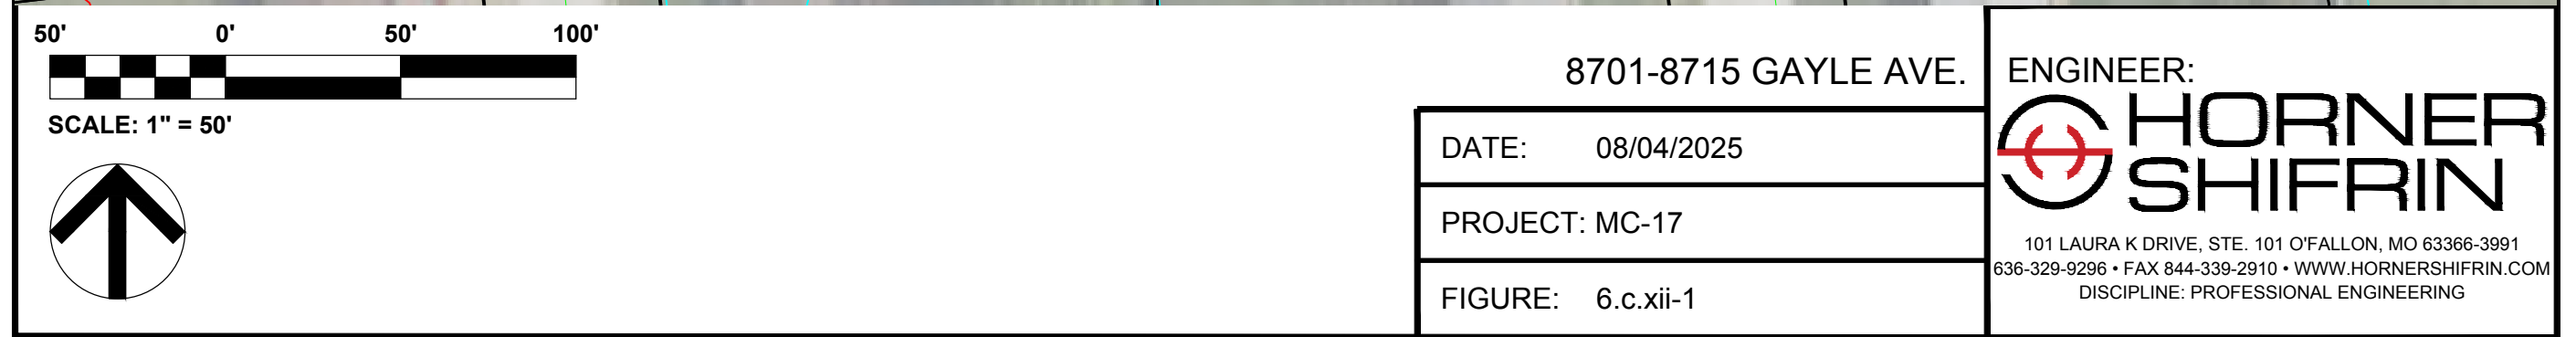 50' 0' 50' 100'
SCALE: 1" = 50'
8701-8715 GAYLE AVE.
DATE: 08/04/2025
PROJECT: MC-17
FIGURE: 6.c.xii-1
ENGINEER:
HORNER
SHIFRIN
101 LAURA K DRIVE, STE. 101 O'FALLON, MO 63366-3991
636-329-9296 • FAX 844-339-2910 • WWW.HORNERSHIFRIN.COM
DISCIPLINE: PROFESSIONAL ENGINEERING